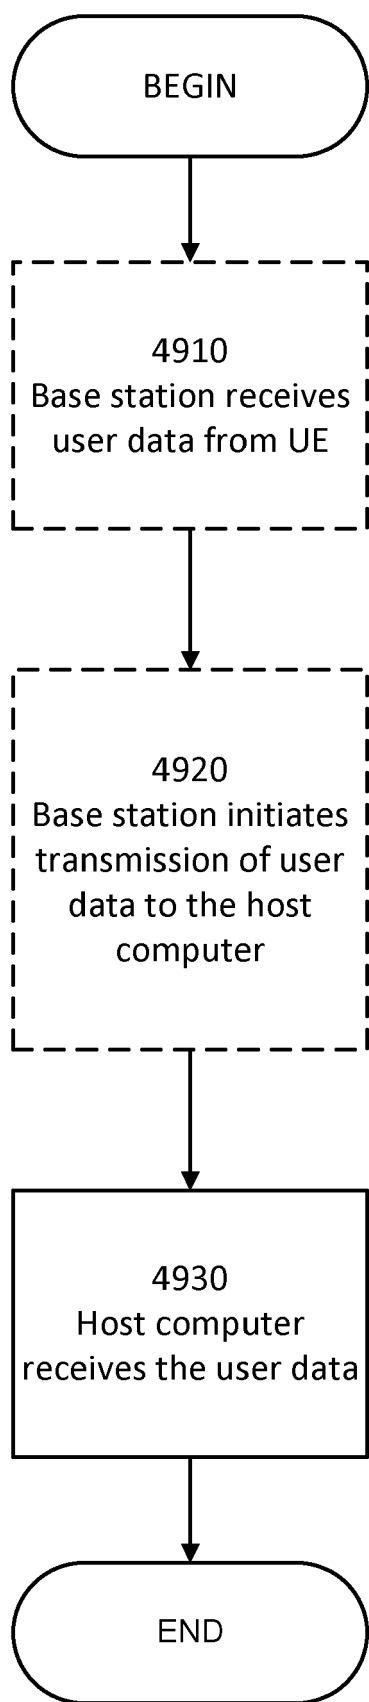 BEGIN
4910
Base station receives
user data from UE
4920
Base station initiates
transmission of user
data to the host
computer
4930
Host computer
receives the user data
END